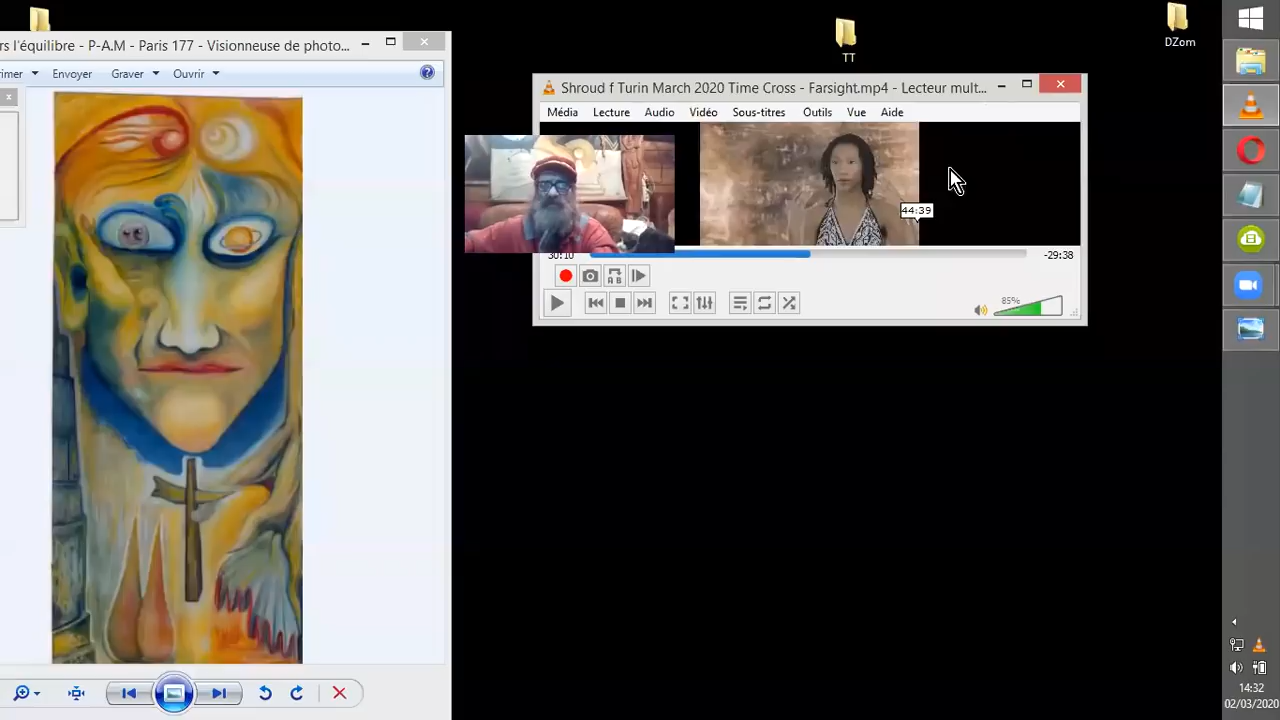 TT
DZom
rs l'équilibre - P-A-M - Paris 177 - Visionneuse de photo...
imer Envoyer Graver Ouvrir
Shroud f Turin March 2020 Time Cross - Farsight.mp4 - Lecteur mult...
Média Lecture Audio Vidéo Sous-titres Outils Vue Aide
44:39
30:10 -29:38
85%
14:32
02/03/2020